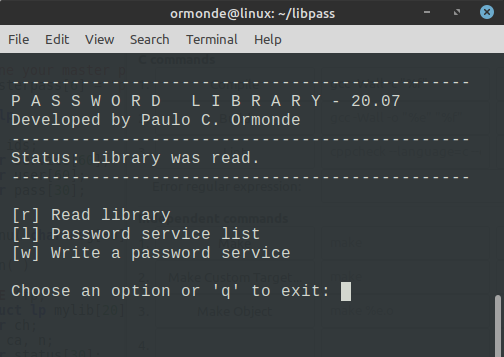 ormonde@linux: ~/libpass
File Edit View Search Terminal Help
----------------------------------------------
P A S S W O R D   L I B R A R Y - 20.07
Developed by Paulo C. Ormonde
----------------------------------------------
Status: Library was read.
----------------------------------------------
[r] Read library
[l] Password service list
[w] Write a password service
Choose an option or 'q' to exit: